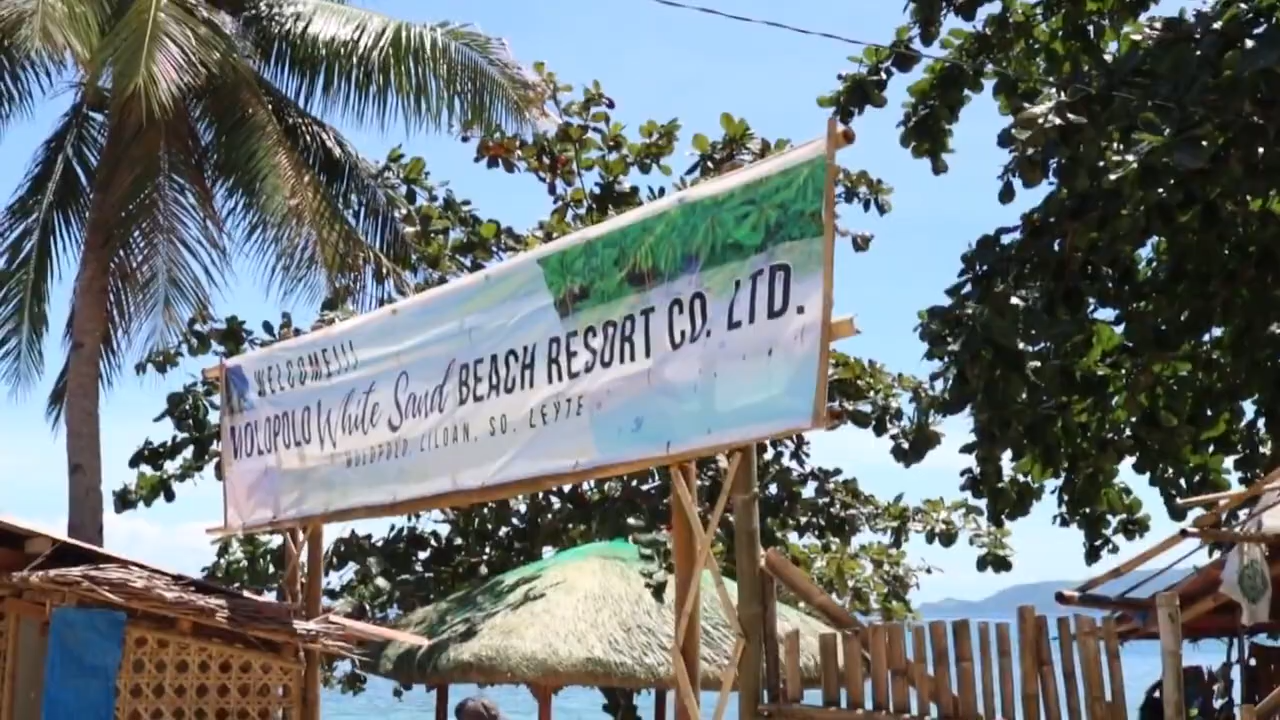 WELCOME!!!
MOLOPOLO White Sand BEACH RESORT CO. LTD.
MOLOPOLO, LILOAN, SO. LEYTE